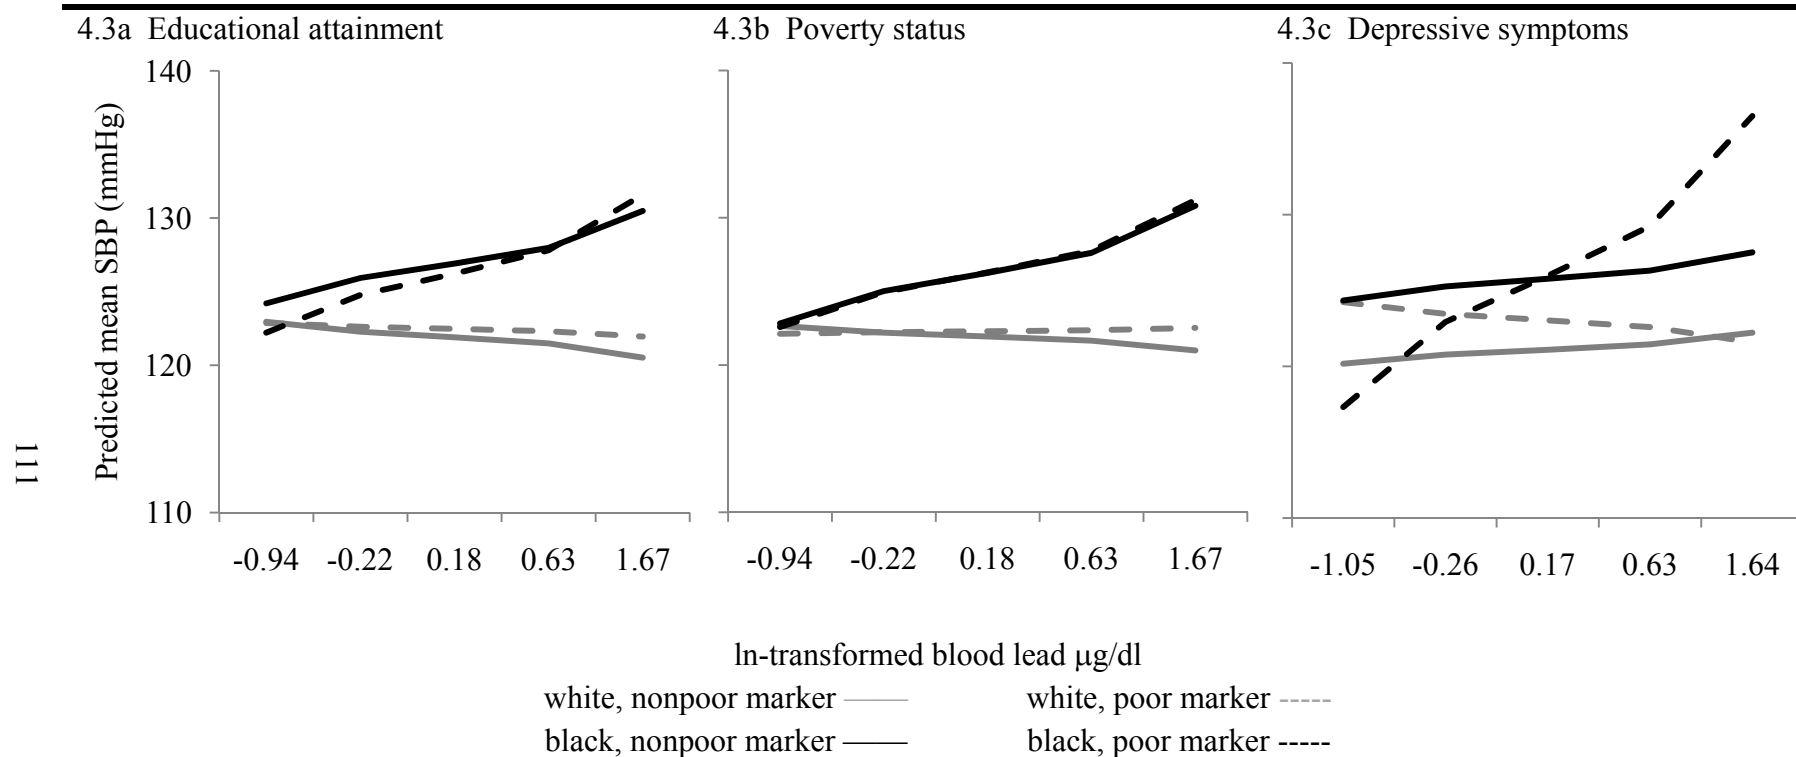 4.3a Educational attainment
4.3b Poverty status
4.3c Depressive symptoms
Predicted mean SBP (mmHg)
140
130
120
110
-0.94 -0.22 0.18 0.63 1.67
-0.94 -0.22 0.18 0.63 1.67
-1.05 -0.26 0.17 0.63 1.64
ln-transformed blood lead μg/dl
white, nonpoor marker
white, poor marker
black, nonpoor marker
black, poor marker
111